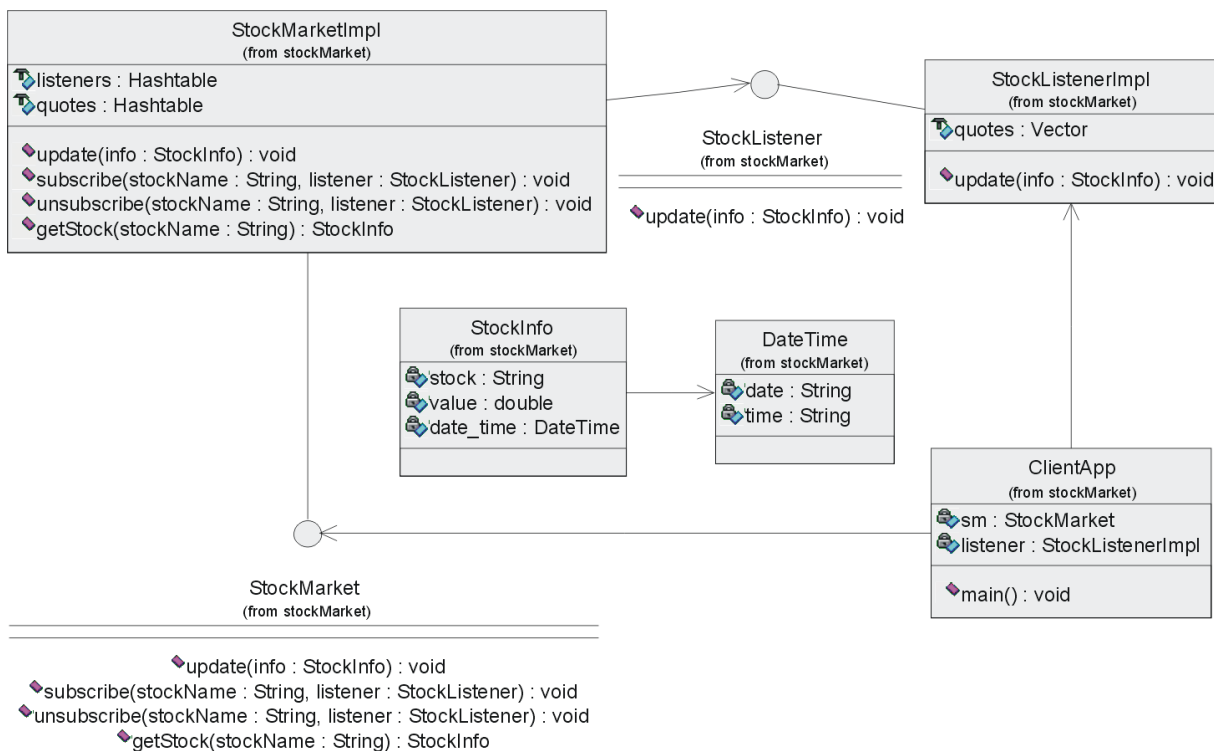 StockMarketImpl
(from stockMarket)
listeners : Hashtable
quotes : Hashtable
update(info : StockInfo) : void
subscribe(stockName : String, listener : StockListener) : void
unsubscribe(stockName : String, listener : StockListener) : void
getStock(stockName : String) : StockInfo
StockListener
(from stockMarket)
update(info : StockInfo) : void
StockListenerImpl
(from stockMarket)
quotes : Vector
update(info : StockInfo) : void
StockInfo
(from stockMarket)
stock : String
value : double
date_time : DateTime
DateTime
(from stockMarket)
date : String
time : String
ClientApp
(from stockMarket)
sm : StockMarket
listener : StockListenerImpl
main() : void
StockMarket
(from stockMarket)
update(info : StockInfo) : void
subscribe(stockName : String, listener : StockListener) : void
unsubscribe(stockName : String, listener : StockListener) : void
getStock(stockName : String) : StockInfo